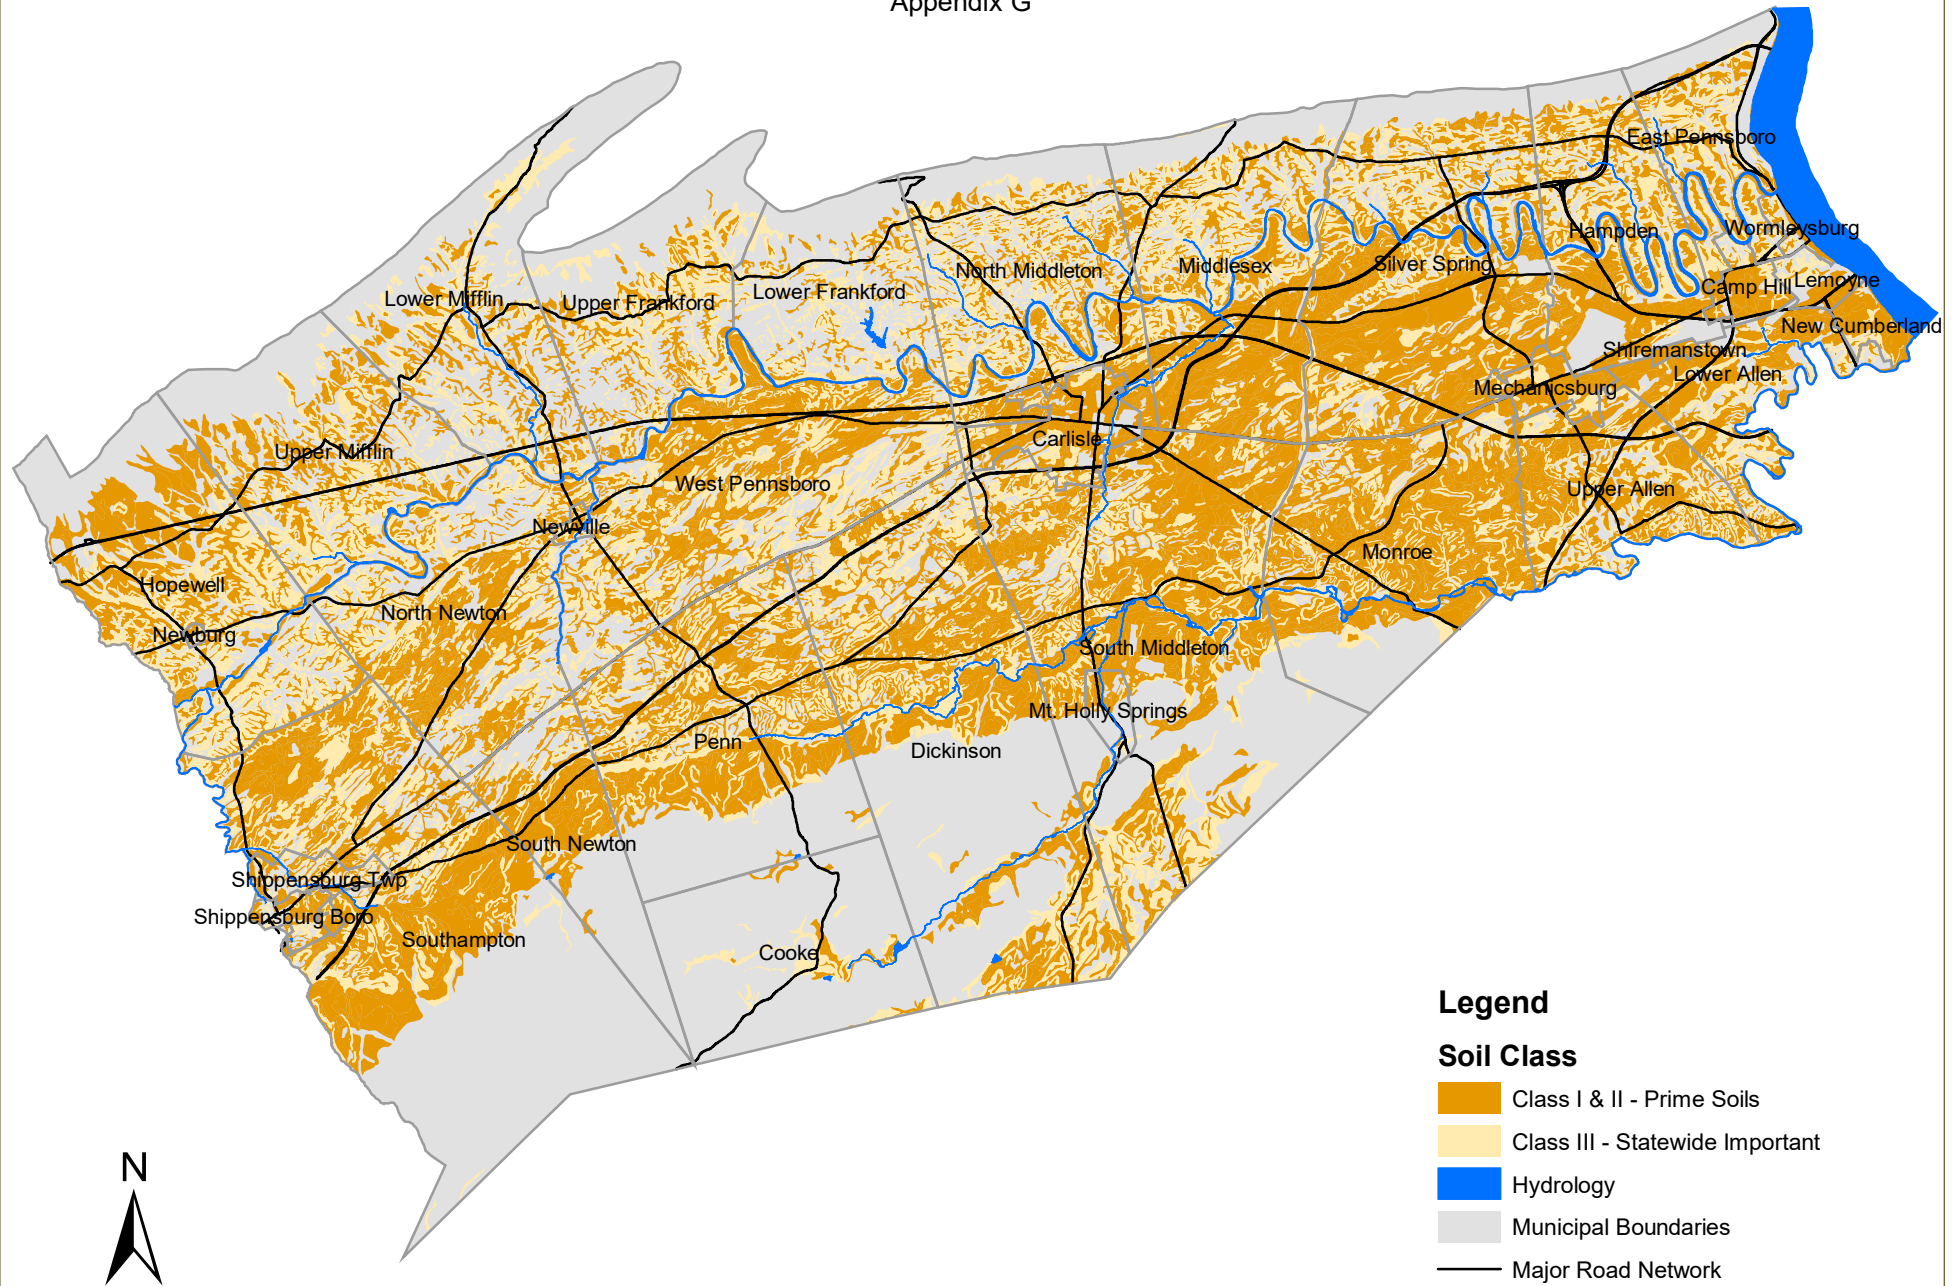 Appendix G
East Pennsboro
Wormleysburg
Hampden
Silver Spring
Middlesex
North Middleton
Lower Frankford
Upper Frankford
Lower Mifflin
Camp Hill
Lemoyne
New Cumberland
Shiremanstown
Lower Allen
Mechanicsburg
Carlisle
Upper Mifflin
West Pennsboro
Upper Allen
Newville
Monroe
Hopewell
North Newton
Newburg
South Middleton
Mt. Holly Springs
Penn
Dickinson
South Newton
Shippensburg Twp
Shippensburg Boro
Southampton
Cooke
Legend
Soil Class
Class I & II - Prime Soils
Class III - Statewide Important
Hydrology
Municipal Boundaries
Major Road Network
N